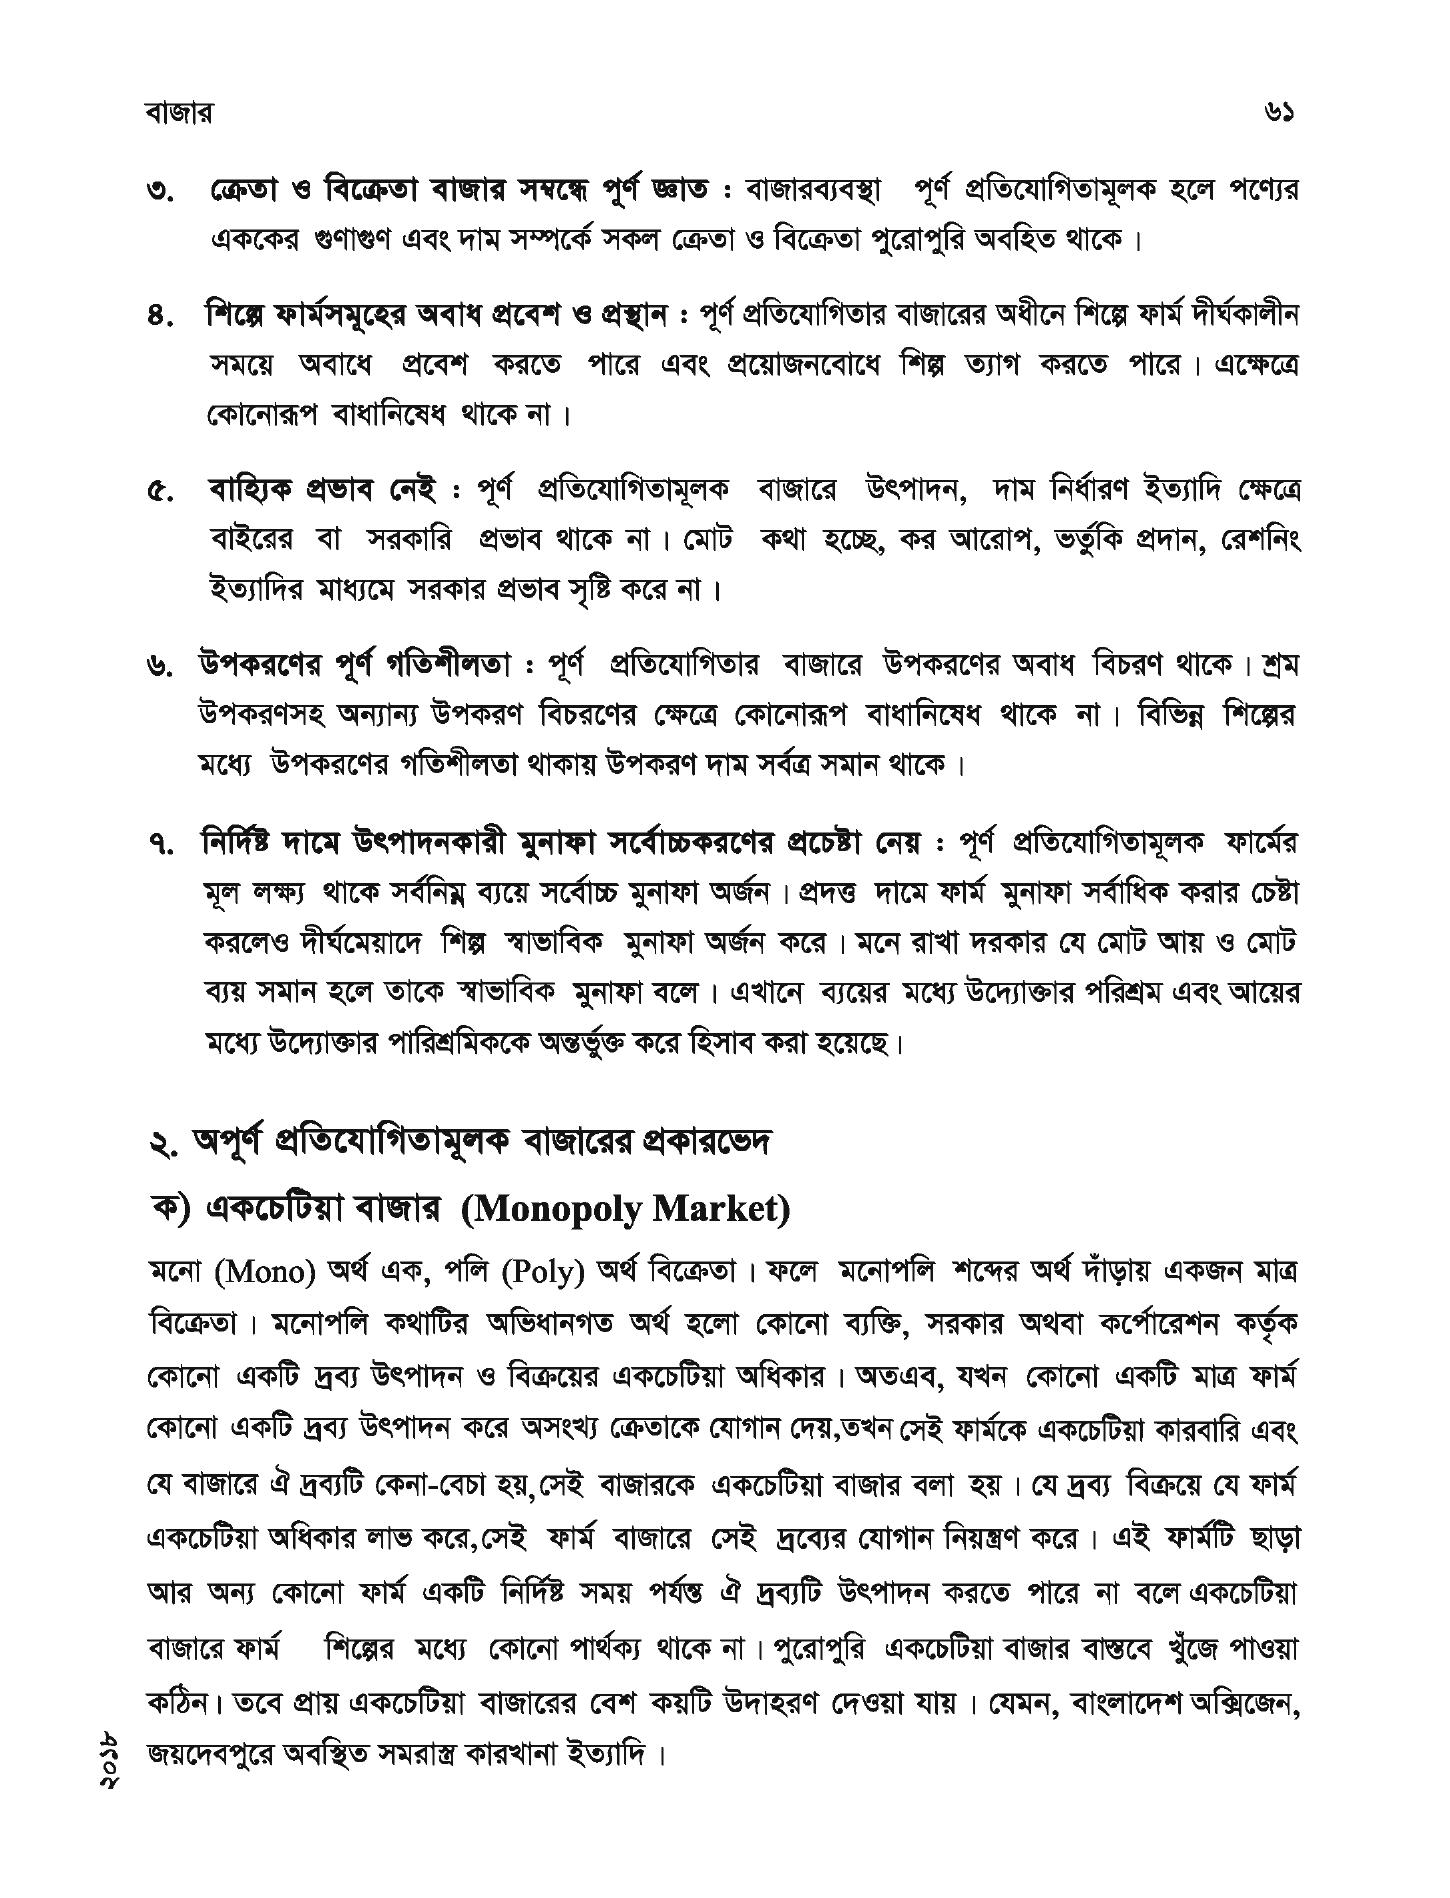 বাজার ৬১
৩. ক্রেতা ও বিক্রেতা বাজার সম্বন্ধে পূর্ণ জ্ঞাত : বাজারব্যবস্থা পূর্ণ প্রতিযোগিতামূলক হলে পণ্যের
এককের গুণাগুণ এবং দাম সম্পর্কে সকল ক্রেতা ও বিক্রেতা পুরোপুরি অবহিত থাকে।
৪. শিল্পে ফার্মসমূহের অবাধ প্রবেশ ও প্রস্থান : পূর্ণ প্রতিযোগিতার বাজারের অধীনে শিল্পে ফার্ম দীর্ঘকালীন
সময়ে অবাধে প্রবেশ করতে পারে এবং প্রয়োজনবোধে শিল্প ত্যাগ করতে পারে। এক্ষেত্রে
কোনোরূপ বাধানিষেধ থাকে না।
৫. বাহ্যিক প্রভাব নেই : পূর্ণ প্রতিযোগিতামূলক বাজারে উৎপাদন, দাম নির্ধারণ ইত্যাদি ক্ষেত্রে
বাইরের বা সরকারি প্রভাব থাকে না। মোট কথা হচ্ছে, কর আরোপ, ভর্তুকি প্রদান, রেশনিং
ইত্যাদির মাধ্যমে সরকার প্রভাব সৃষ্টি করে না।
৬. উপকরণের পূর্ণ গতিশীলতা : পূর্ণ প্রতিযোগিতার বাজারে উপকরণের অবাধ বিচরণ থাকে। শ্রম
উপকরণসহ অন্যান্য উপকরণ বিচরণের ক্ষেত্রে কোনোরূপ বাধানিষেধ থাকে না। বিভিন্ন শিল্পের
মধ্যে উপকরণের গতিশীলতা থাকায় উপকরণ দাম সর্বত্র সমান থাকে।
৭. নির্দিষ্ট দামে উৎপাদনকারী মুনাফা সর্বোচ্চকরণের প্রচেষ্টা নেয় : পূর্ণ প্রতিযোগিতামূলক ফার্মের
মূল লক্ষ্য থাকে সর্বনিম্ন ব্যয়ে সর্বোচ্চ মুনাফা অর্জন। প্রদত্ত দামে ফার্ম মুনাফা সর্বাধিক করার চেষ্টা
করলেও দীর্ঘমেয়াদে শিল্প স্বাভাবিক মুনাফা অর্জন করে। মনে রাখা দরকার যে মোট আয় ও মোট
ব্যয় সমান হলে তাকে স্বাভাবিক মুনাফা বলে। এখানে ব্যয়ের মধ্যে উদ্যোক্তার পরিশ্রম এবং আয়ের
মধ্যে উদ্যোক্তার পারিশ্রমিককে অন্তর্ভুক্ত করে হিসাব করা হয়েছে।
২. অপূর্ণ প্রতিযোগিতামূলক বাজারের প্রকারভেদ
ক) একচেটিয়া বাজার (Monopoly Market)
মনো (Mono) অর্থ এক, পলি (Poly) অর্থ বিক্রেতা। ফলে মনোপলি শব্দের অর্থ দাঁড়ায় একজন মাত্র
বিক্রেতা। মনোপলি কথাটির অভিধানগত অর্থ হলো কোনো ব্যক্তি, সরকার অথবা কর্পোরেশন কর্তৃক
কোনো একটি দ্রব্য উৎপাদন ও বিক্রয়ের একচেটিয়া অধিকার। অতএব, যখন কোনো একটি মাত্র ফার্ম
কোনো একটি দ্রব্য উৎপাদন করে অসংখ্য ক্রেতাকে যোগান দেয়,তখন সেই ফার্মকে একচেটিয়া কারবারি এবং
যে বাজারে ঐ দ্রব্যটি কেনা-বেচা হয়,সেই বাজারকে একচেটিয়া বাজার বলা হয়। যে দ্রব্য বিক্রয়ে যে ফার্ম
একচেটিয়া অধিকার লাভ করে,সেই ফার্ম বাজারে সেই দ্রব্যের যোগান নিয়ন্ত্রণ করে। এই ফার্মটি ছাড়া
আর অন্য কোনো ফার্ম একটি নির্দিষ্ট সময় পর্যন্ত ঐ দ্রব্যটি উৎপাদন করতে পারে না বলে একচেটিয়া
বাজারে ফার্ম শিল্পের মধ্যে কোনো পার্থক্য থাকে না। পুরোপুরি একচেটিয়া বাজার বাস্তবে খুঁজে পাওয়া
কঠিন। তবে প্রায় একচেটিয়া বাজারের বেশ কয়টি উদাহরণ দেওয়া যায়। যেমন, বাংলাদেশ অক্সিজেন,
জয়দেবপুরে অবস্থিত সমরাস্ত্র কারখানা ইত্যাদি।
২০১৮